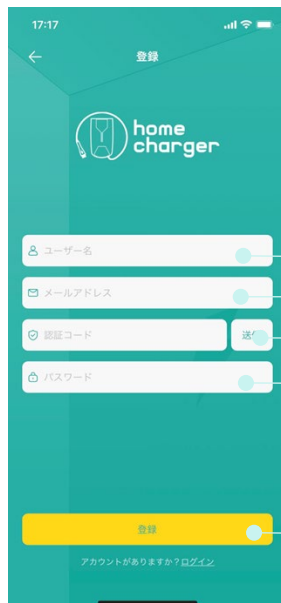 17:17
登録
home
charger
ユーザー名
メールアドレス
認証コード
送信
パスワード
登録
アカウントがありますか？ログイン